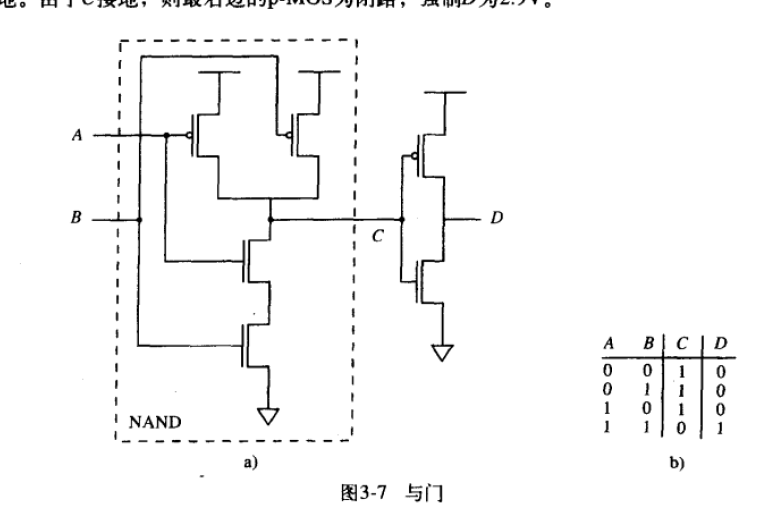 地。由于C接地，则最右边的p-MOS为闭路，强制D为2.9V。
A
B
C
D
NAND
A B C D
0 0 1 0
0 1 1 0
1 0 1 0
1 1 0 1
a)
b)
图3-7 与门